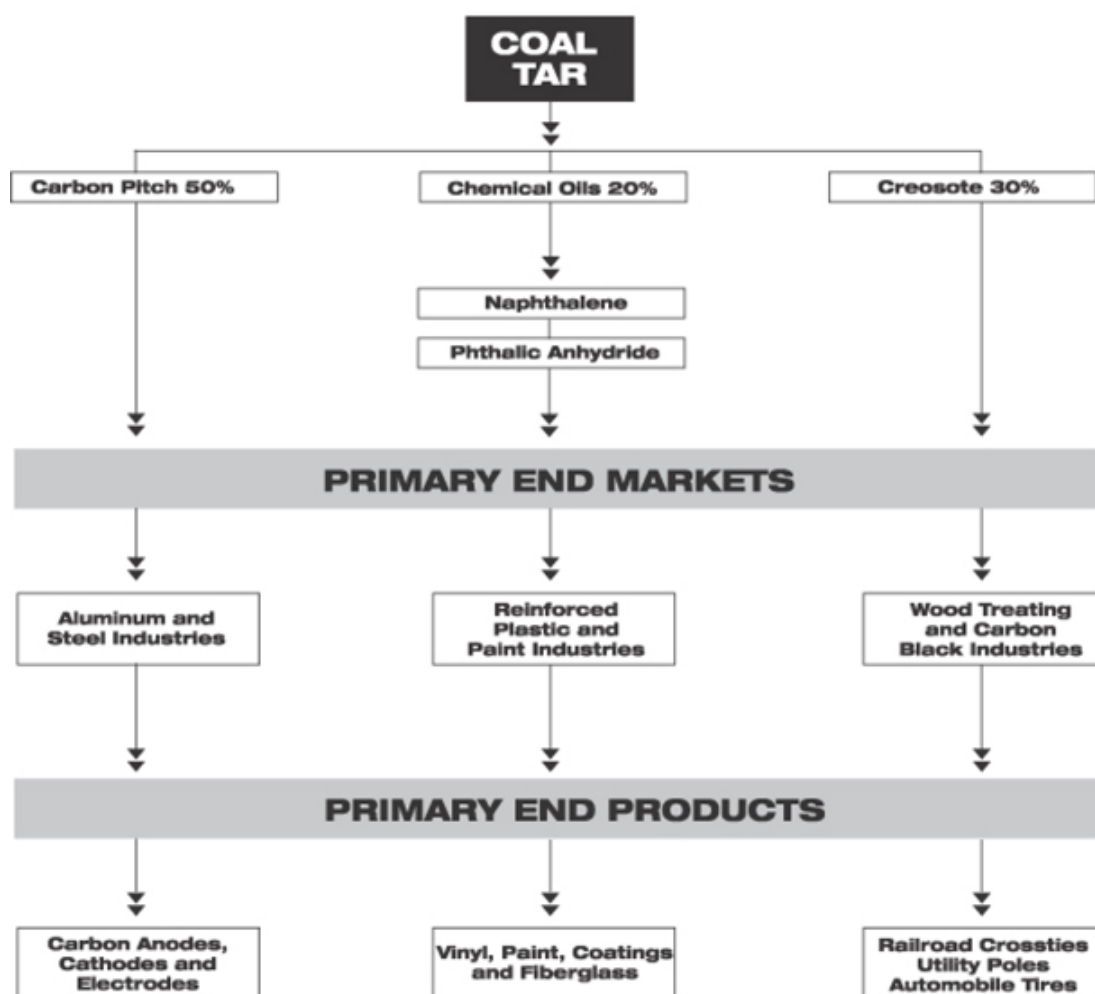 COAL
TAR
Carbon Pitch 50%
Chemical Oils 20%
Creosote 30%
Naphthalene
Phthalic Anhydride
PRIMARY END MARKETS
Aluminum and
Steel Industries
Reinforced
Plastic and
Paint Industries
Wood Treating
and Carbon
Black Industries
PRIMARY END PRODUCTS
Carbon Anodes,
Cathodes and
Electrodes
Vinyl, Paint, Coatings
and Fiberglass
Railroad Crossties
Utility Poles
Automobile Tires